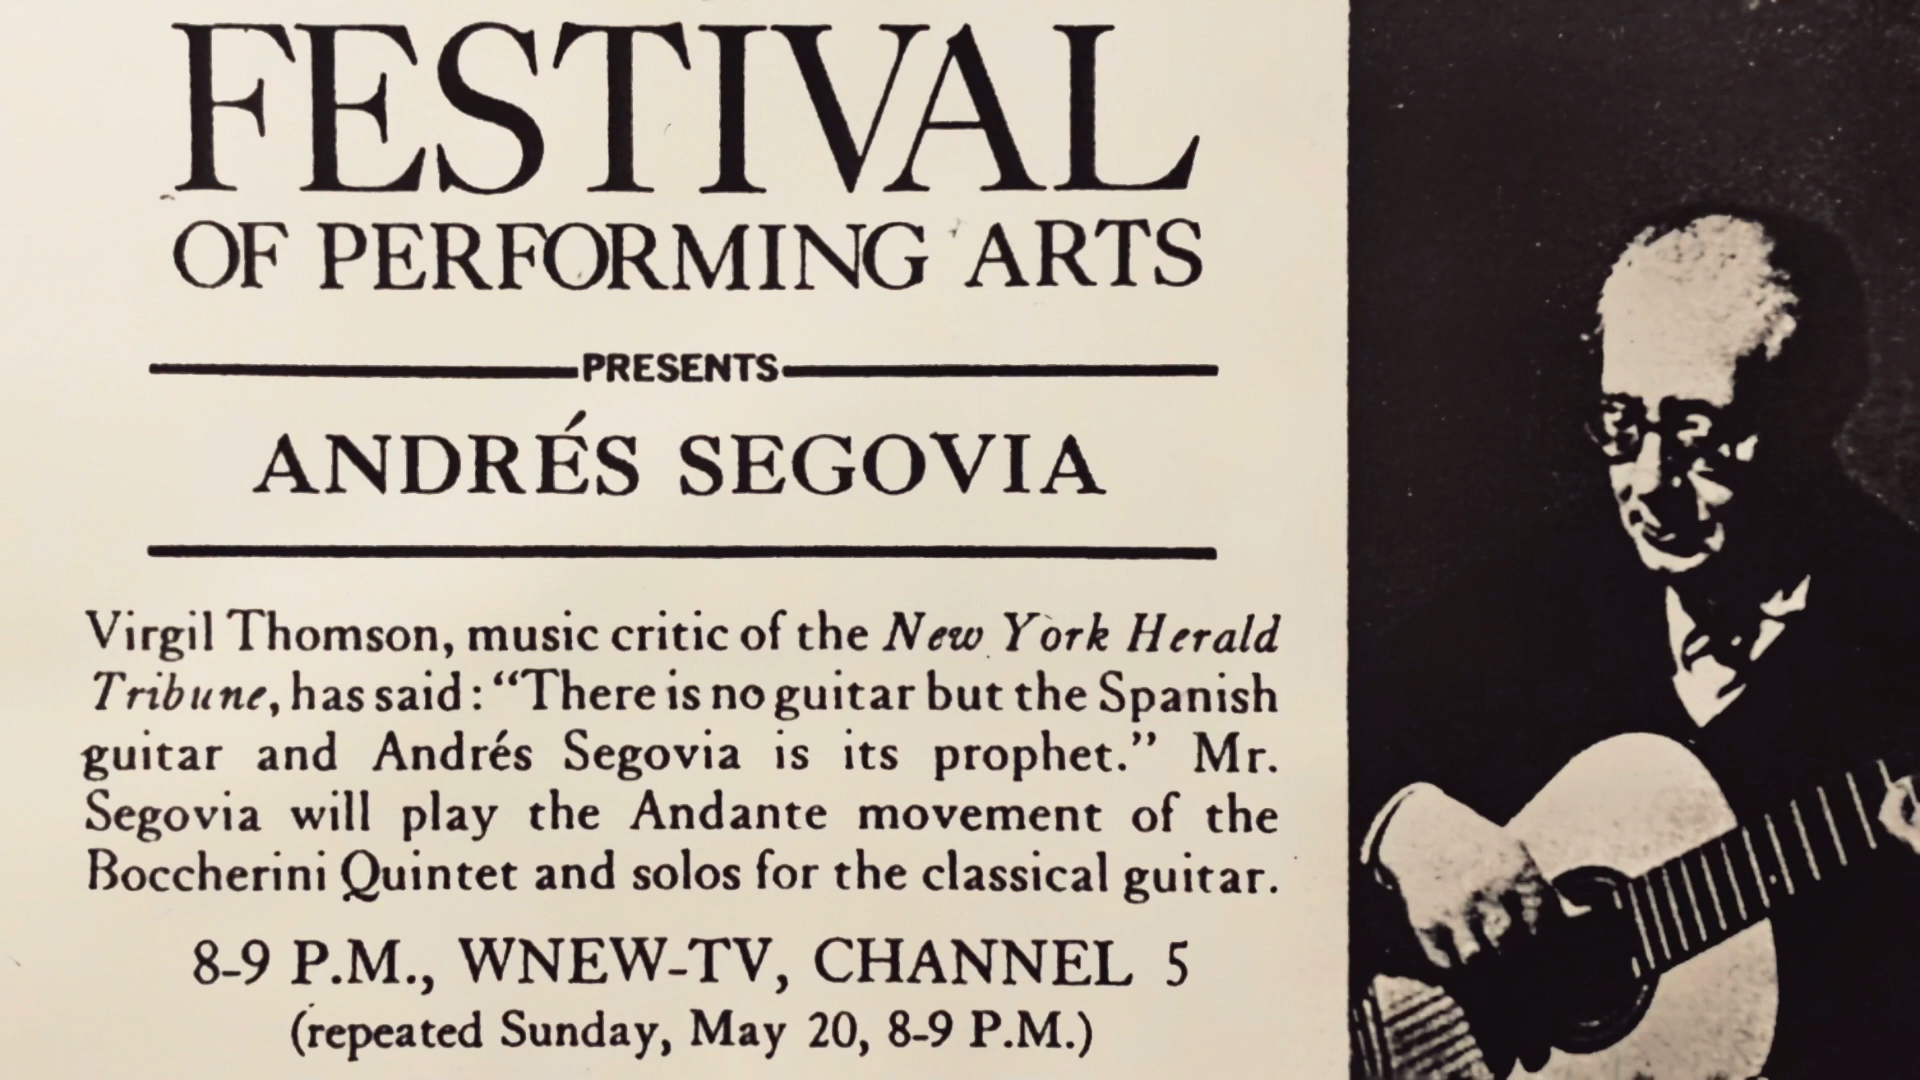 FESTIVAL
OF PERFORMING ARTS
PRESENTS
ANDRÉS SEGOVIA
Virgil Thomson, music critic of the New York Herald
Tribune, has said: “There is no guitar but the Spanish
guitar and Andrés Segovia is its prophet.” Mr.
Segovia will play the Andante movement of the
Boccherini Quintet and solos for the classical guitar.
8-9 P.M., WNEW-TV, CHANNEL 5
(repeated Sunday, May 20, 8-9 P.M.)